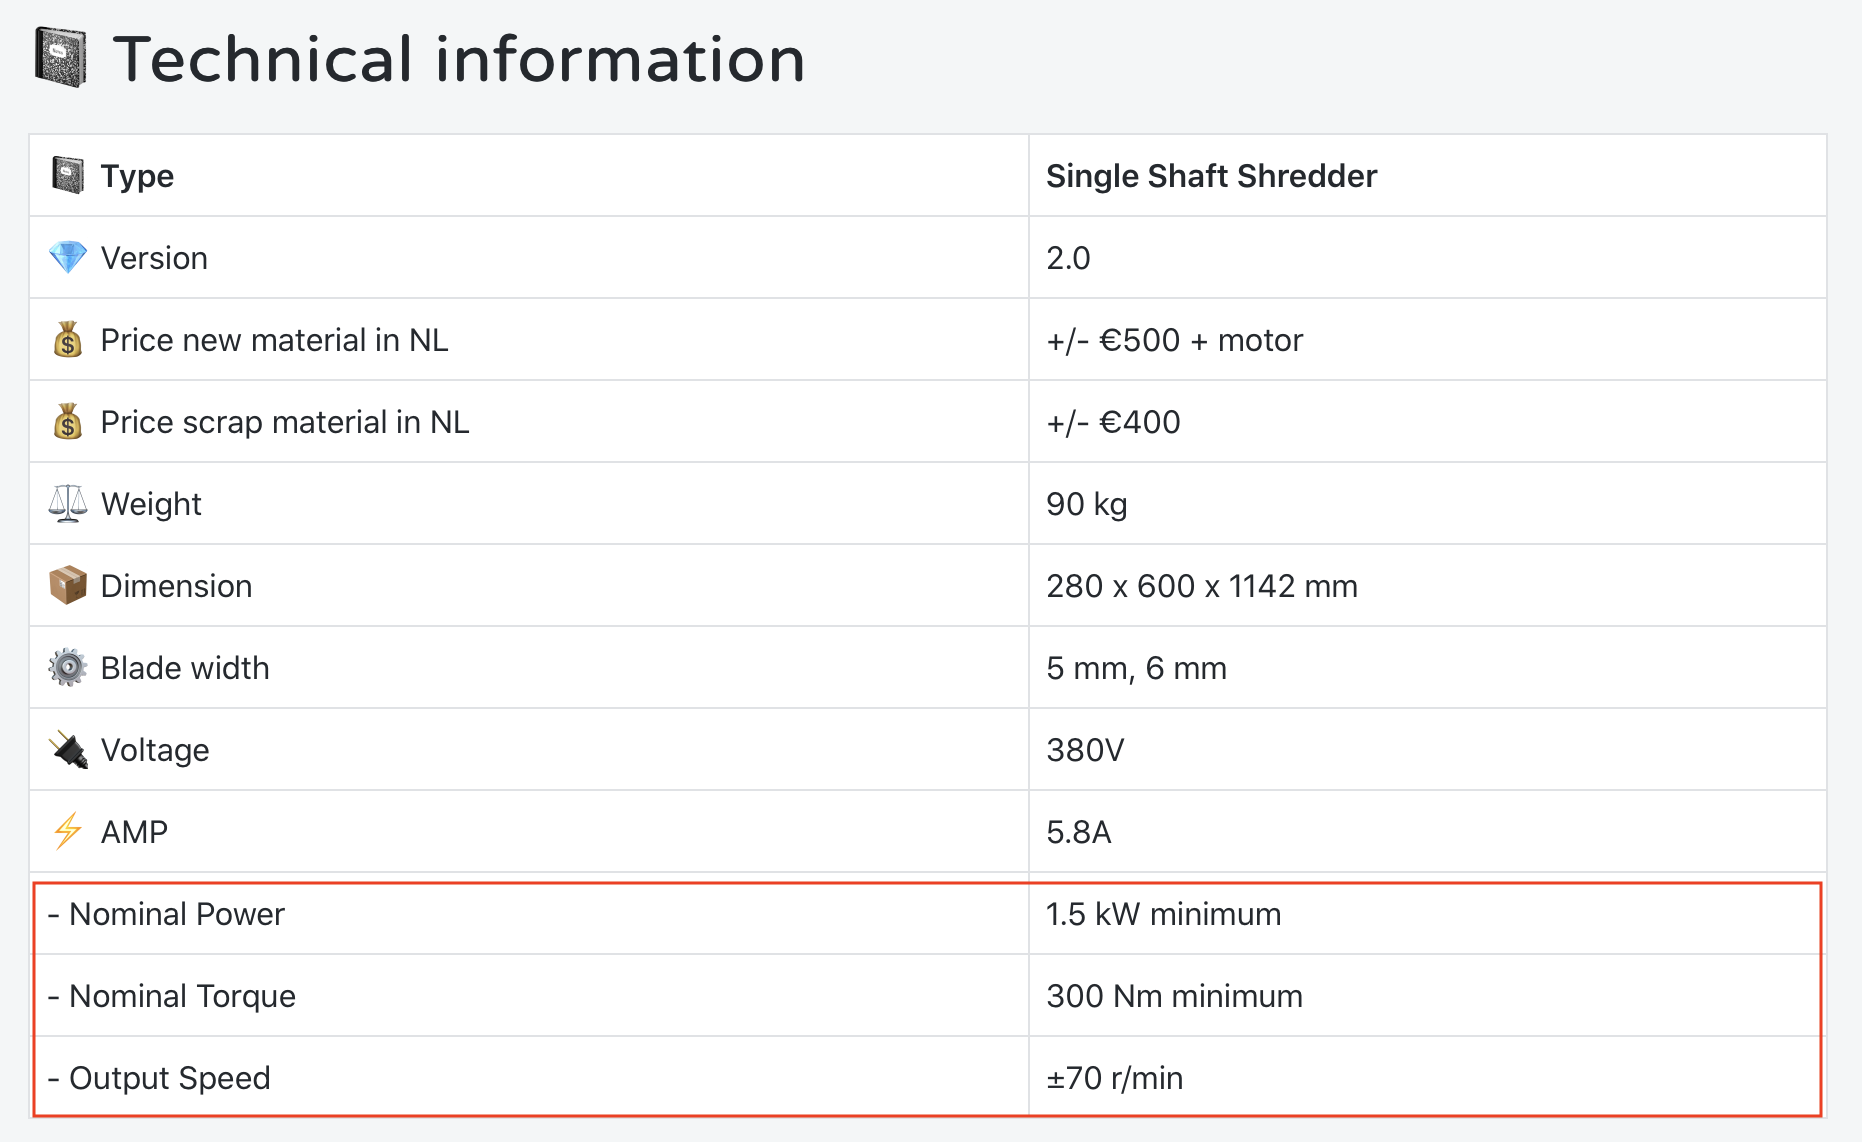 Technical information
Type Single Shaft Shredder
Version 2.0
Price new material in NL +/- €500 + motor
Price scrap material in NL +/- €400
Weight 90 kg
Dimension 280 x 600 x 1142 mm
Blade width 5 mm, 6 mm
Voltage 380V
AMP 5.8A
- Nominal Power 1.5 kW minimum
- Nominal Torque 300 Nm minimum
- Output Speed ±70 r/min